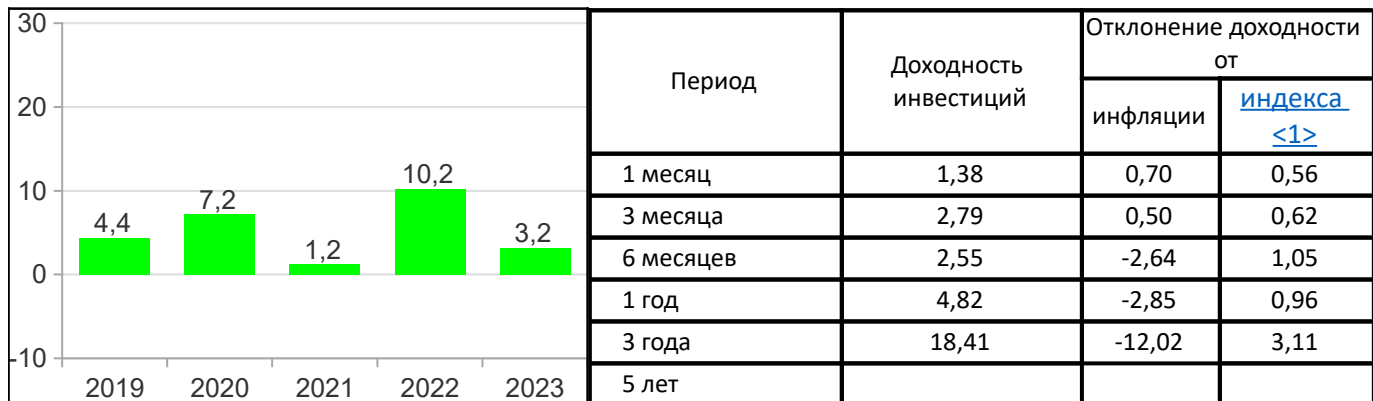 30
20
10
0
-10
4,4
7,2
1,2
10,2
3,2
2019 2020 2021 2022 2023
Период
Доходность
инвестиций
Отклонение доходности
от
инфляции
индекса
<1>
1 месяц 1,38 0,70 0,56
3 месяца 2,79 0,50 0,62
6 месяцев 2,55 -2,64 1,05
1 год 4,82 -2,85 0,96
3 года 18,41 -12,02 3,11
5 лет